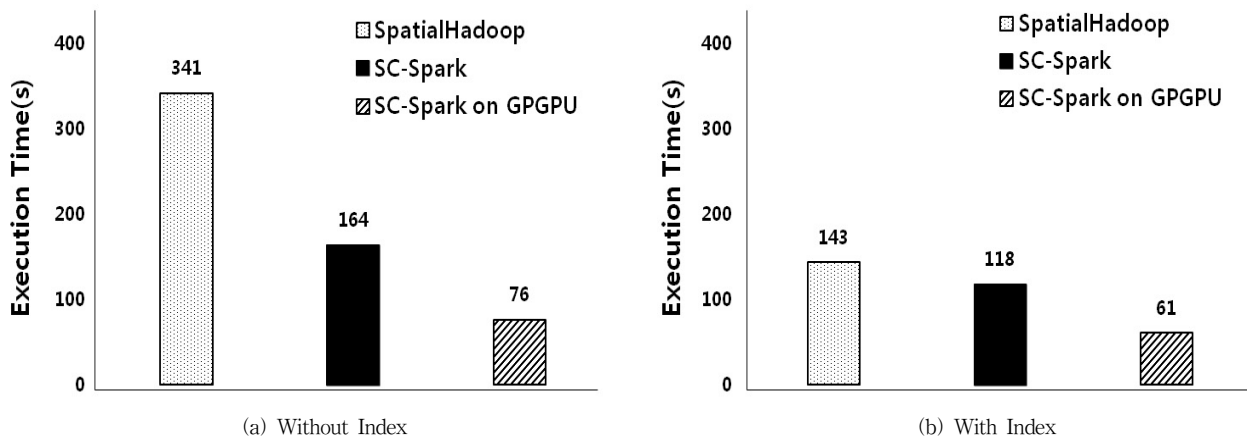 Execution Time(s)
400
300
200
100
0
341
164
76
SpatialHadoop
SC-Spark
SC-Spark on GPGPU
(a) Without Index
Execution Time(s)
400
300
200
100
0
143
118
61
SpatialHadoop
SC-Spark
SC-Spark on GPGPU
(b) With Index